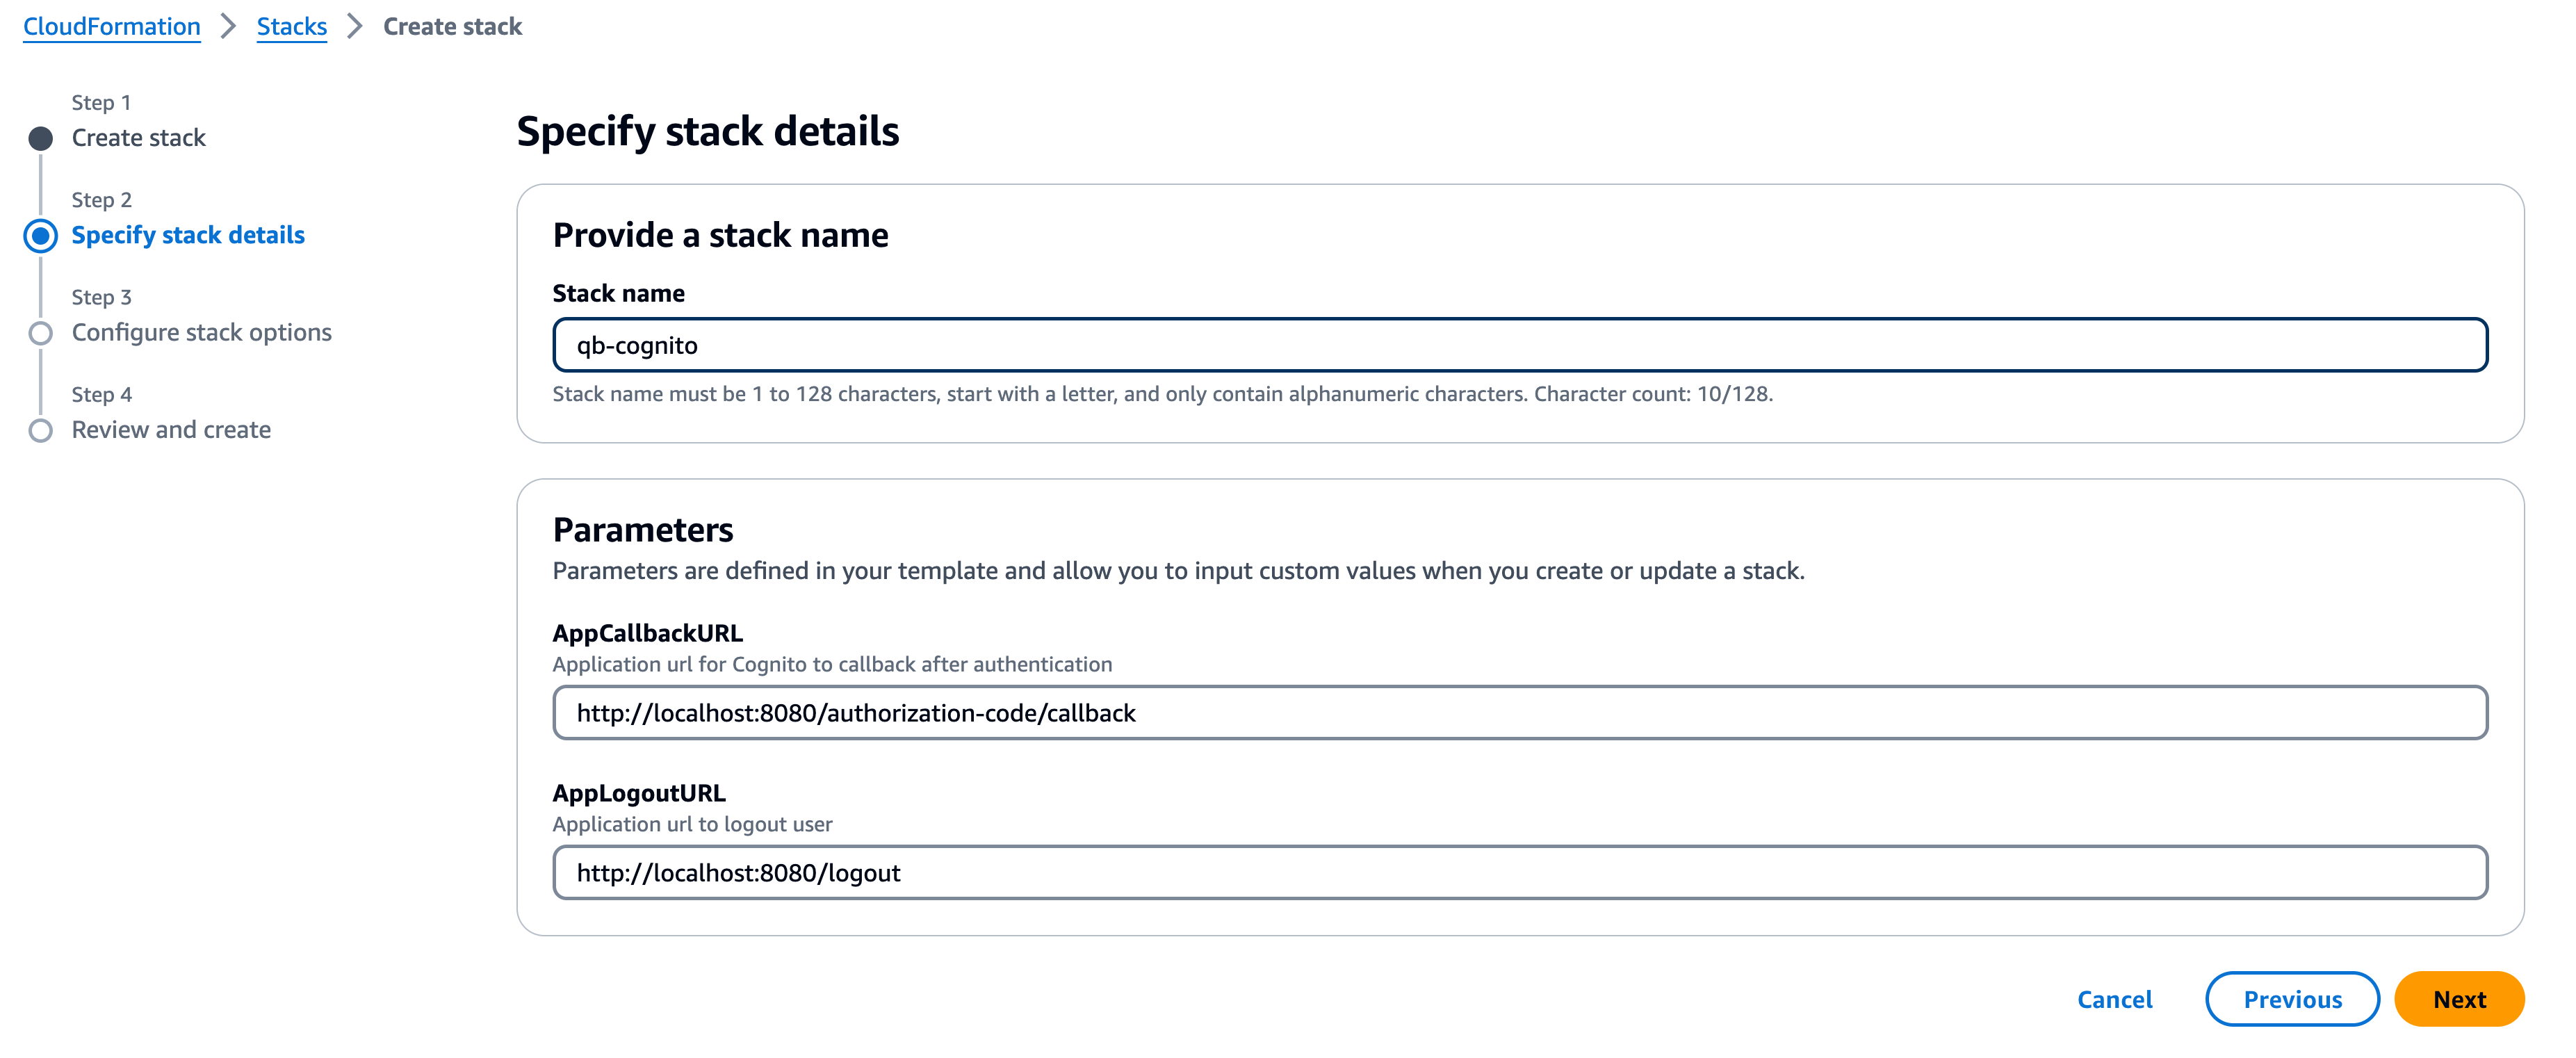 CloudFormation > Stacks > Create stack
Step 1
Create stack
Step 2
Specify stack details
Step 3
Configure stack options
Step 4
Review and create
Specify stack details
Provide a stack name
Stack name
qb-cognito
Stack name must be 1 to 128 characters, start with a letter, and only contain alphanumeric characters. Character count: 10/128.
Parameters
Parameters are defined in your template and allow you to input custom values when you create or update a stack.
AppCallbackURL
Application url for Cognito to callback after authentication
http://localhost:8080/authorization-code/callback
AppLogoutURL
Application url to logout user
http://localhost:8080/logout
Cancel Previous Next